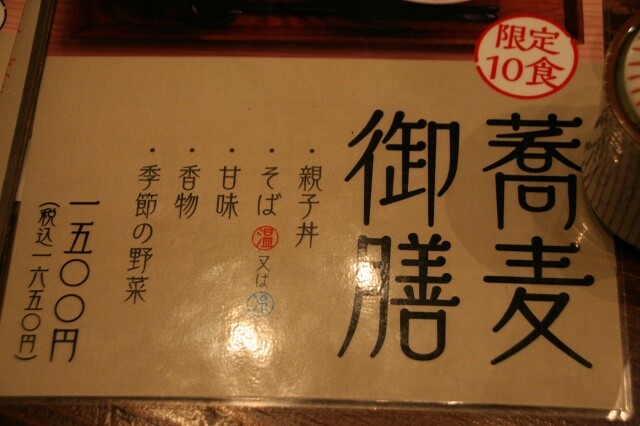 限定
10食
蕎麦
御膳
・親子丼
・そば 温 又は 冷
・甘味
・香物
・季節の野菜
一五〇〇円
（税込一六五〇円）